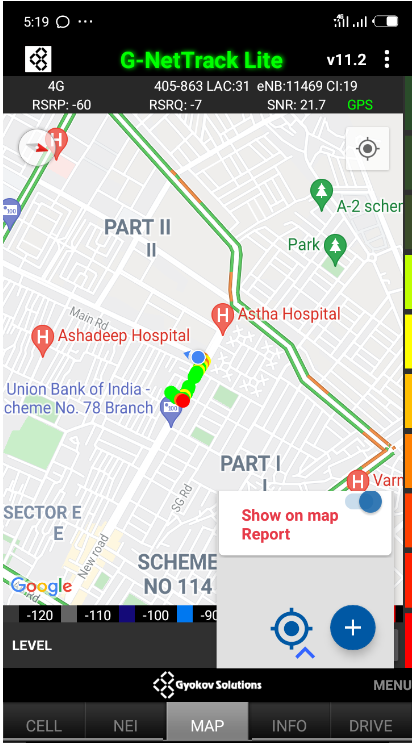 5:19
G-NetTrack Lite v11.2
4G 405-863 LAC:31 eNB:11469 CI:19
RSRP: -60 RSRQ: -7 SNR: 21.7 GPS
H
PART II
II
A-2 scher
Park
100
H
Astha Hospital
Main Rd
H
Ashadeep Hospital
Union Bank of India -
cheme No. 78 Branch
100
PART I
I
H
Varn
SG Rd
SECTOR E
E
New road
Show on map
Report
SCHEME
NO 114
Google
-120 -110 -100 -90
LEVEL
Gyokov Solutions
MENU
CELL NEI MAP INFO DRIVE